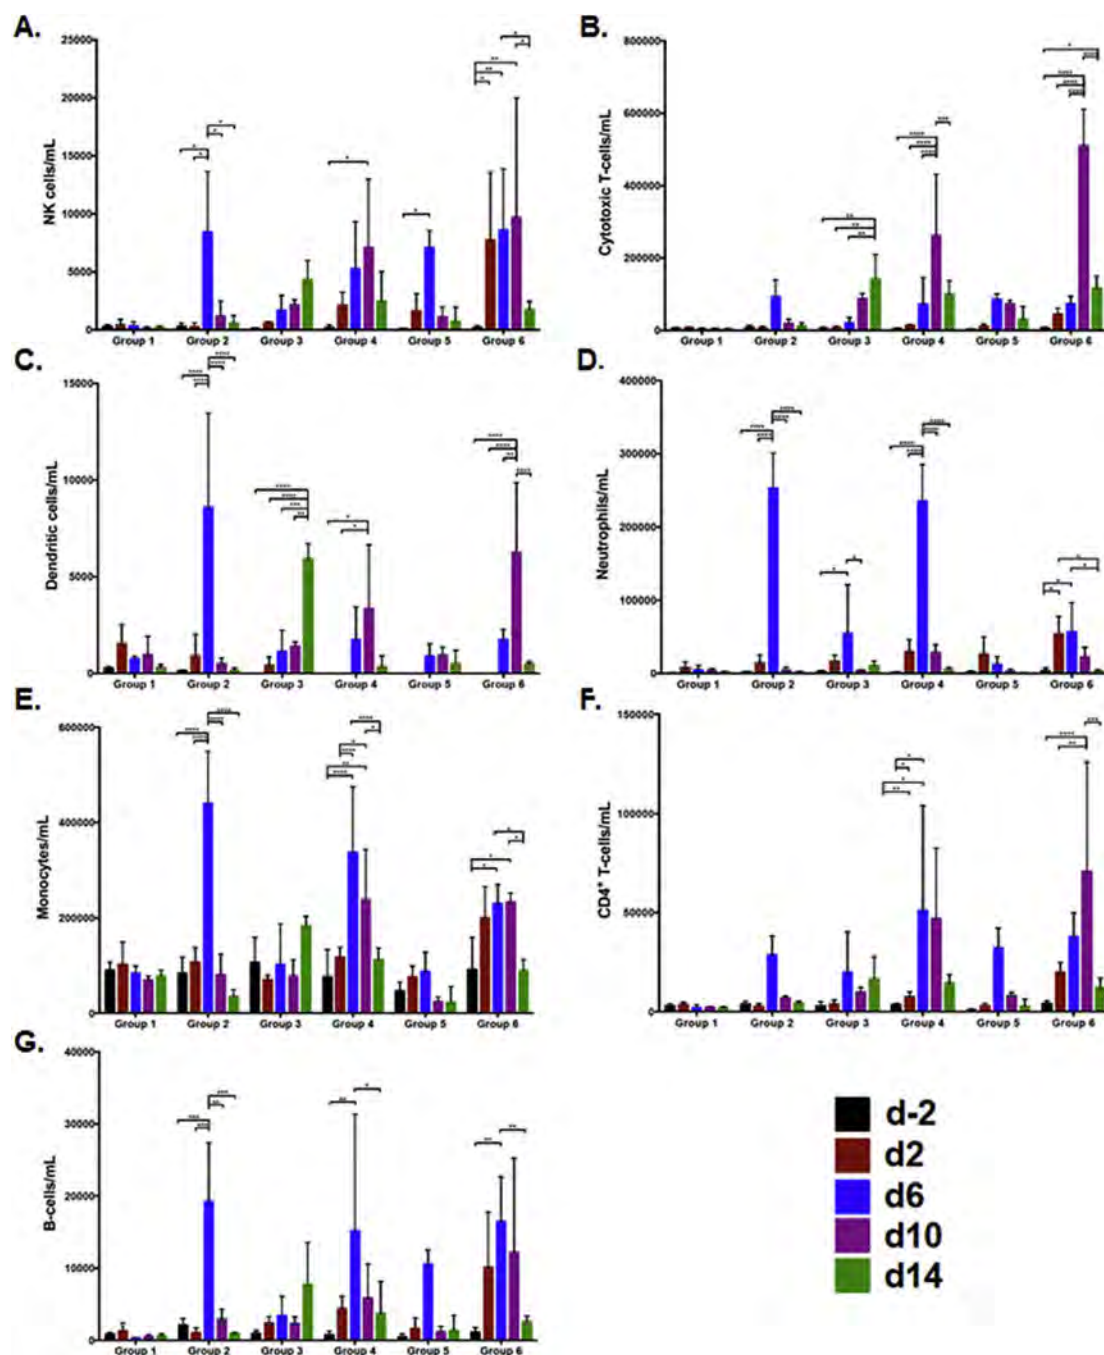 A.
NK cells/mL
25000
20000
15000
10000
5000
0
Group 1 Group 2 Group 3 Group 4 Group 5 Group 6
B.
Cytotoxic T-cells/mL
800000
600000
400000
200000
0
Group 1 Group 2 Group 3 Group 4 Group 5 Group 6
C.
Dendritic cells/mL
15000
10000
5000
0
Group 1 Group 2 Group 3 Group 4 Group 5 Group 6
D.
Neutrophils/mL
400000
300000
200000
100000
0
Group 1 Group 2 Group 3 Group 4 Group 5 Group 6
E.
Monocytes/mL
600000
400000
200000
0
Group 1 Group 2 Group 3 Group 4 Group 5 Group 6
F.
CD4⁺ T-cells/mL
150000
100000
50000
0
Group 1 Group 2 Group 3 Group 4 Group 5 Group 6
G.
B-cells/mL
40000
30000
20000
10000
0
Group 1 Group 2 Group 3 Group 4 Group 5 Group 6
d-2
d2
d6
d10
d14